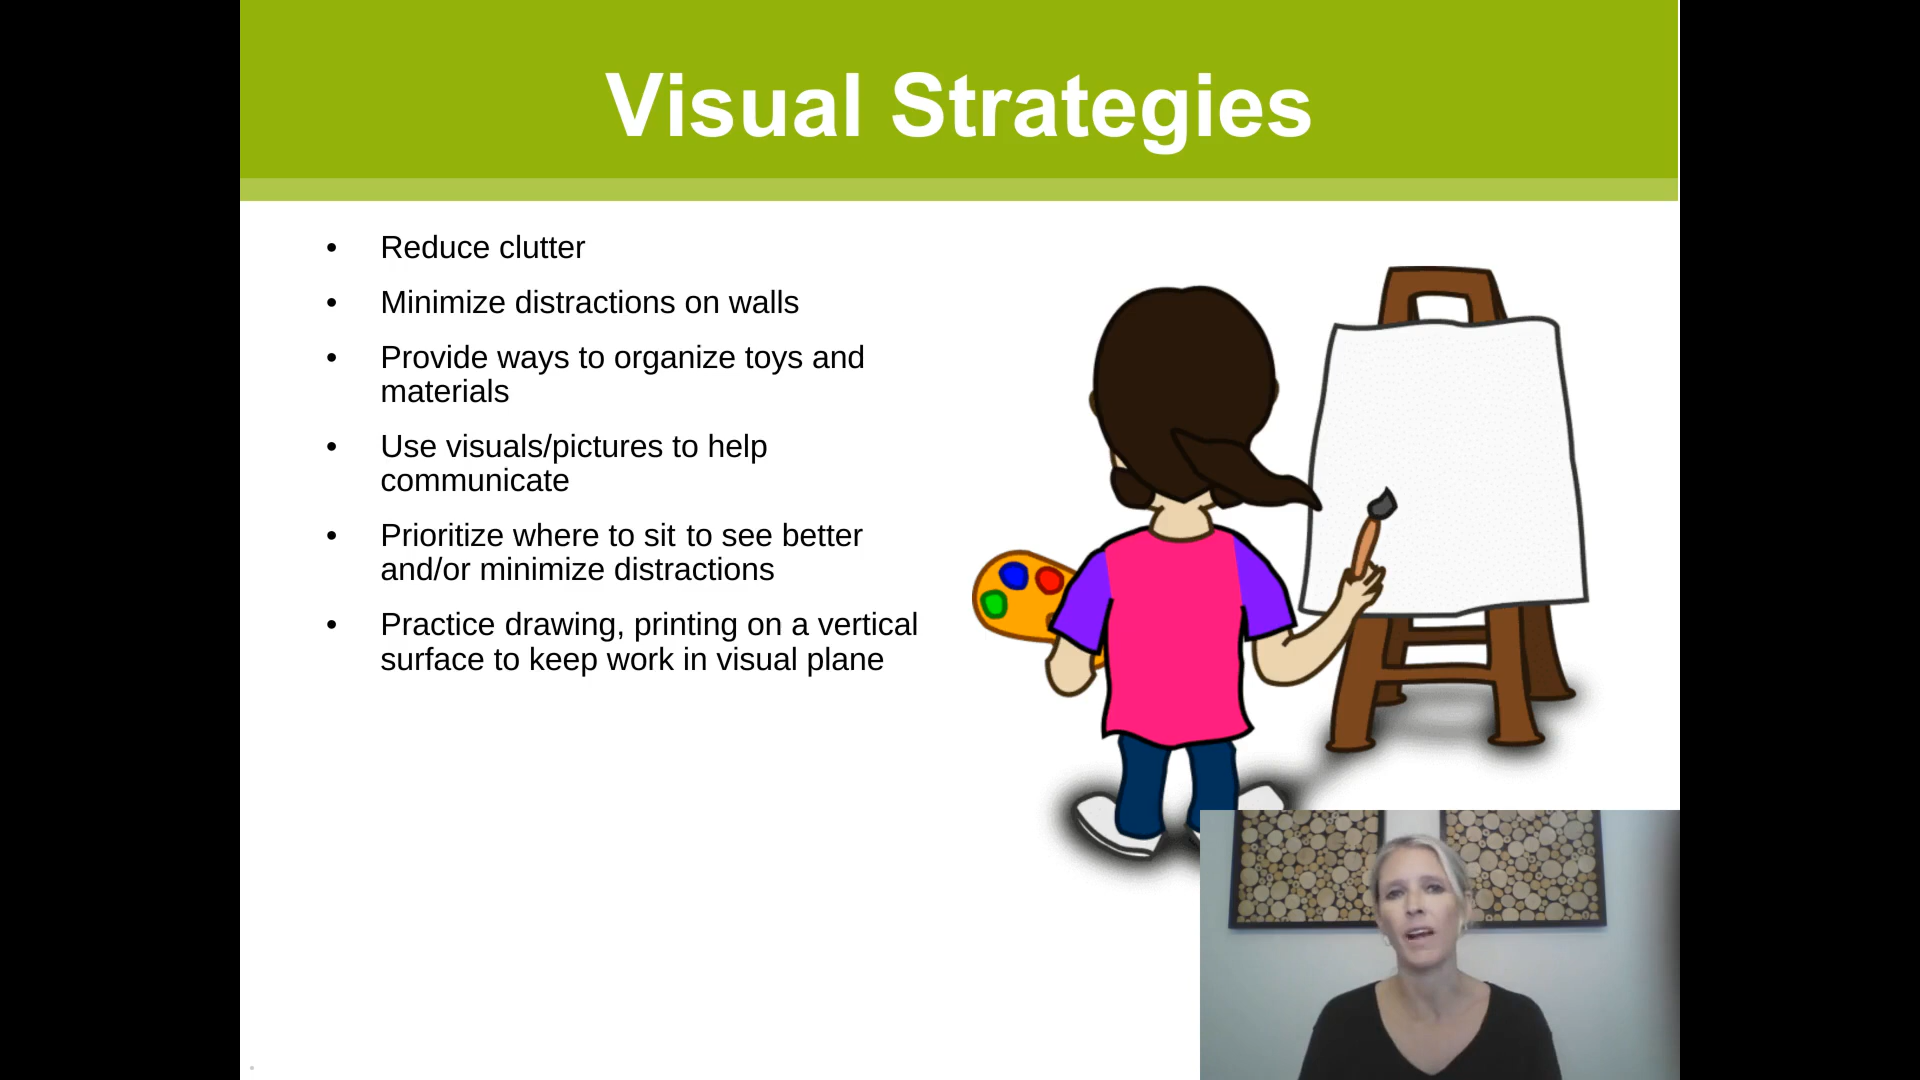 Visual Strategies
• Reduce clutter
• Minimize distractions on walls
• Provide ways to organize toys and
materials
• Use visuals/pictures to help
communicate
• Prioritize where to sit to see better
and/or minimize distractions
• Practice drawing, printing on a vertical
surface to keep work in visual plane